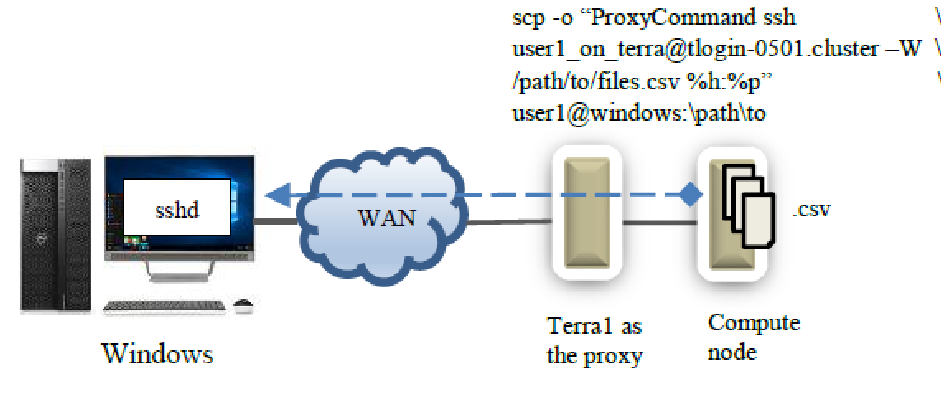 scp -o “ProxyCommand ssh \
user1_on_terra@tlogin-0501.cluster –W \
/path/to/files.csv %h:%p” \
user1@windows:\path\to
sshd
WAN
.csv
Terra1 as
the proxy
Compute
node
Windows